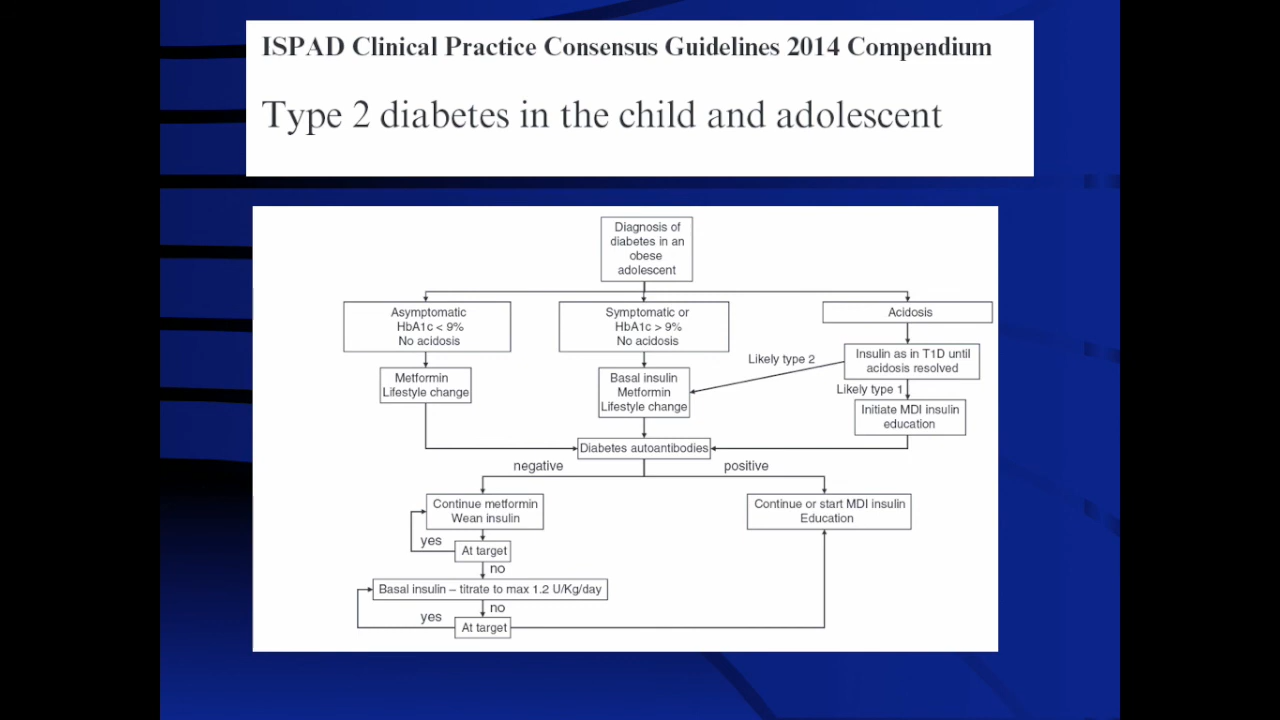 ISPAD Clinical Practice Consensus Guidelines 2014 Compendium
Type 2 diabetes in the child and adolescent
Diagnosis of
diabetes in an
obese
adolescent
Asymptomatic
HbA1c < 9%
No acidosis
Symptomatic or
HbA1c > 9%
No acidosis
Acidosis
Metformin
Lifestyle change
Basal insulin
Metformin
Lifestyle change
Likely type 2
Insulin as in T1D until
acidosis resolved
Likely type 1
Initiate MDI insulin
education
Diabetes autoantibodies
negative
positive
Continue metformin
Wean insulin
Continue or start MDI insulin
Education
yes
At target
no
Basal insulin – titrate to max 1.2 U/Kg/day
no
yes
At target